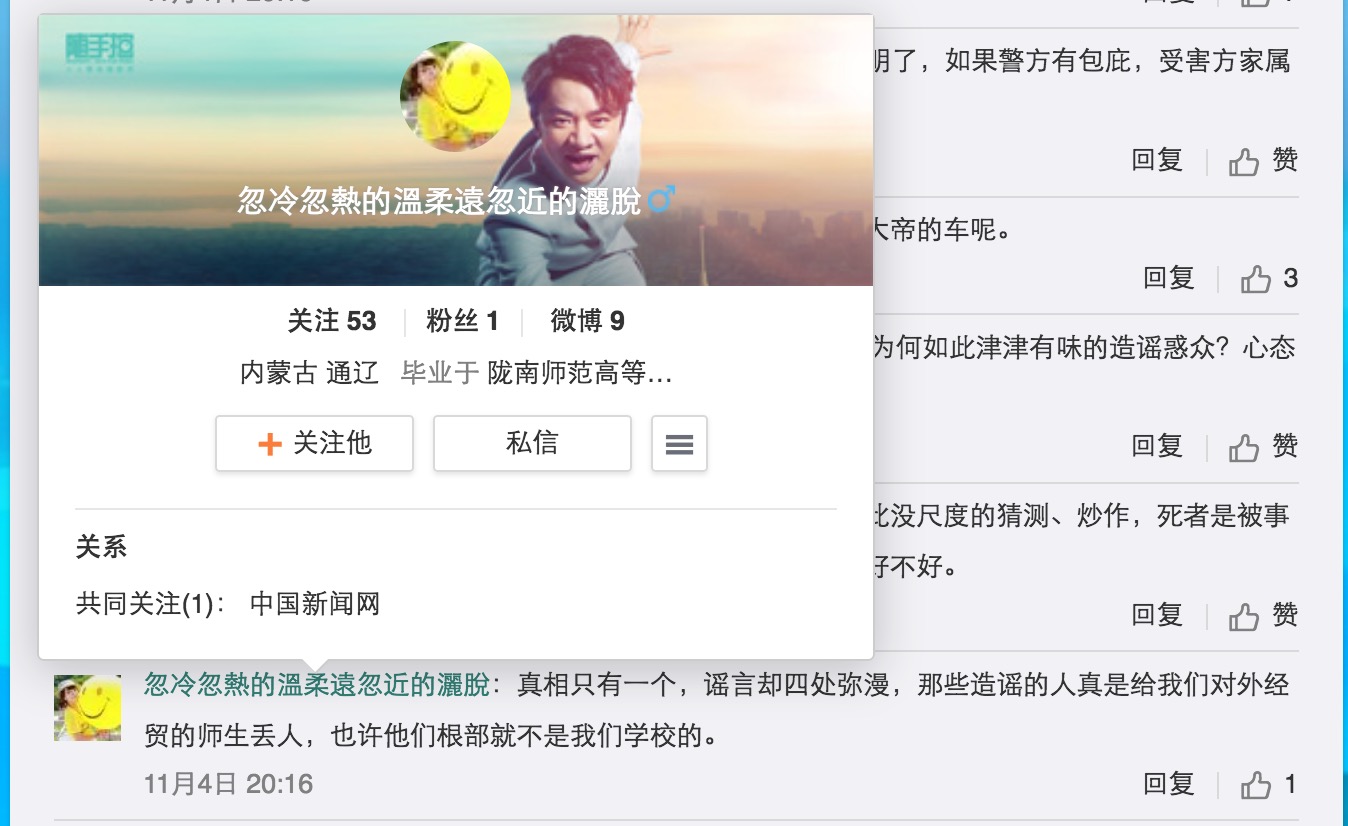 随手拍
忽冷忽熱的溫柔遠忽近的灑脫♂
关注 53 粉丝 1 微博 9
内蒙古 通辽 毕业于 陇南师范高等...
+ 关注他 私信
关系
共同关注(1)： 中国新闻网
明了，如果警方有包庇，受害方家属
回复 赞
大帝的车呢。
回复 3
为何如此津津有味的造谣惑众？心态
回复 赞
此没尺度的猜测、炒作，死者是被事
好不好。
回复 赞
忽冷忽熱的溫柔遠忽近的灑脫：真相只有一个，谣言却四处弥漫，那些造谣的人真是给我们对外经
贸的师生丢人，也许他们根部就不是我们学校的。
11月4日 20:16
回复 1